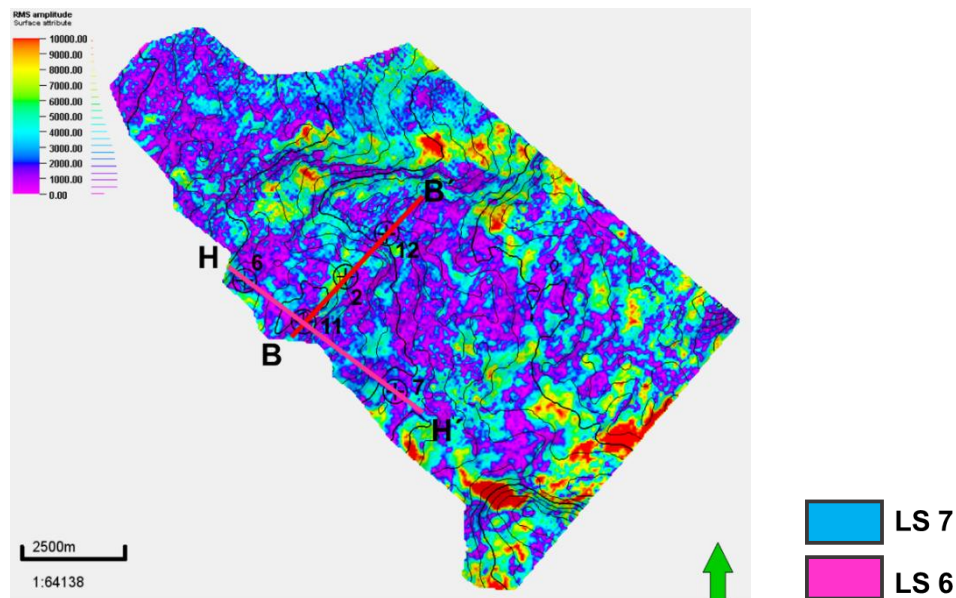 RMS amplitude
Surface attribute
10000.00
9000.00
8000.00
7000.00
6000.00
5000.00
4000.00
3000.00
2000.00
1000.00
0.00
B´
12
H
6
2
11
B
7
H´
2500m
1:64138
LS 7
LS 6